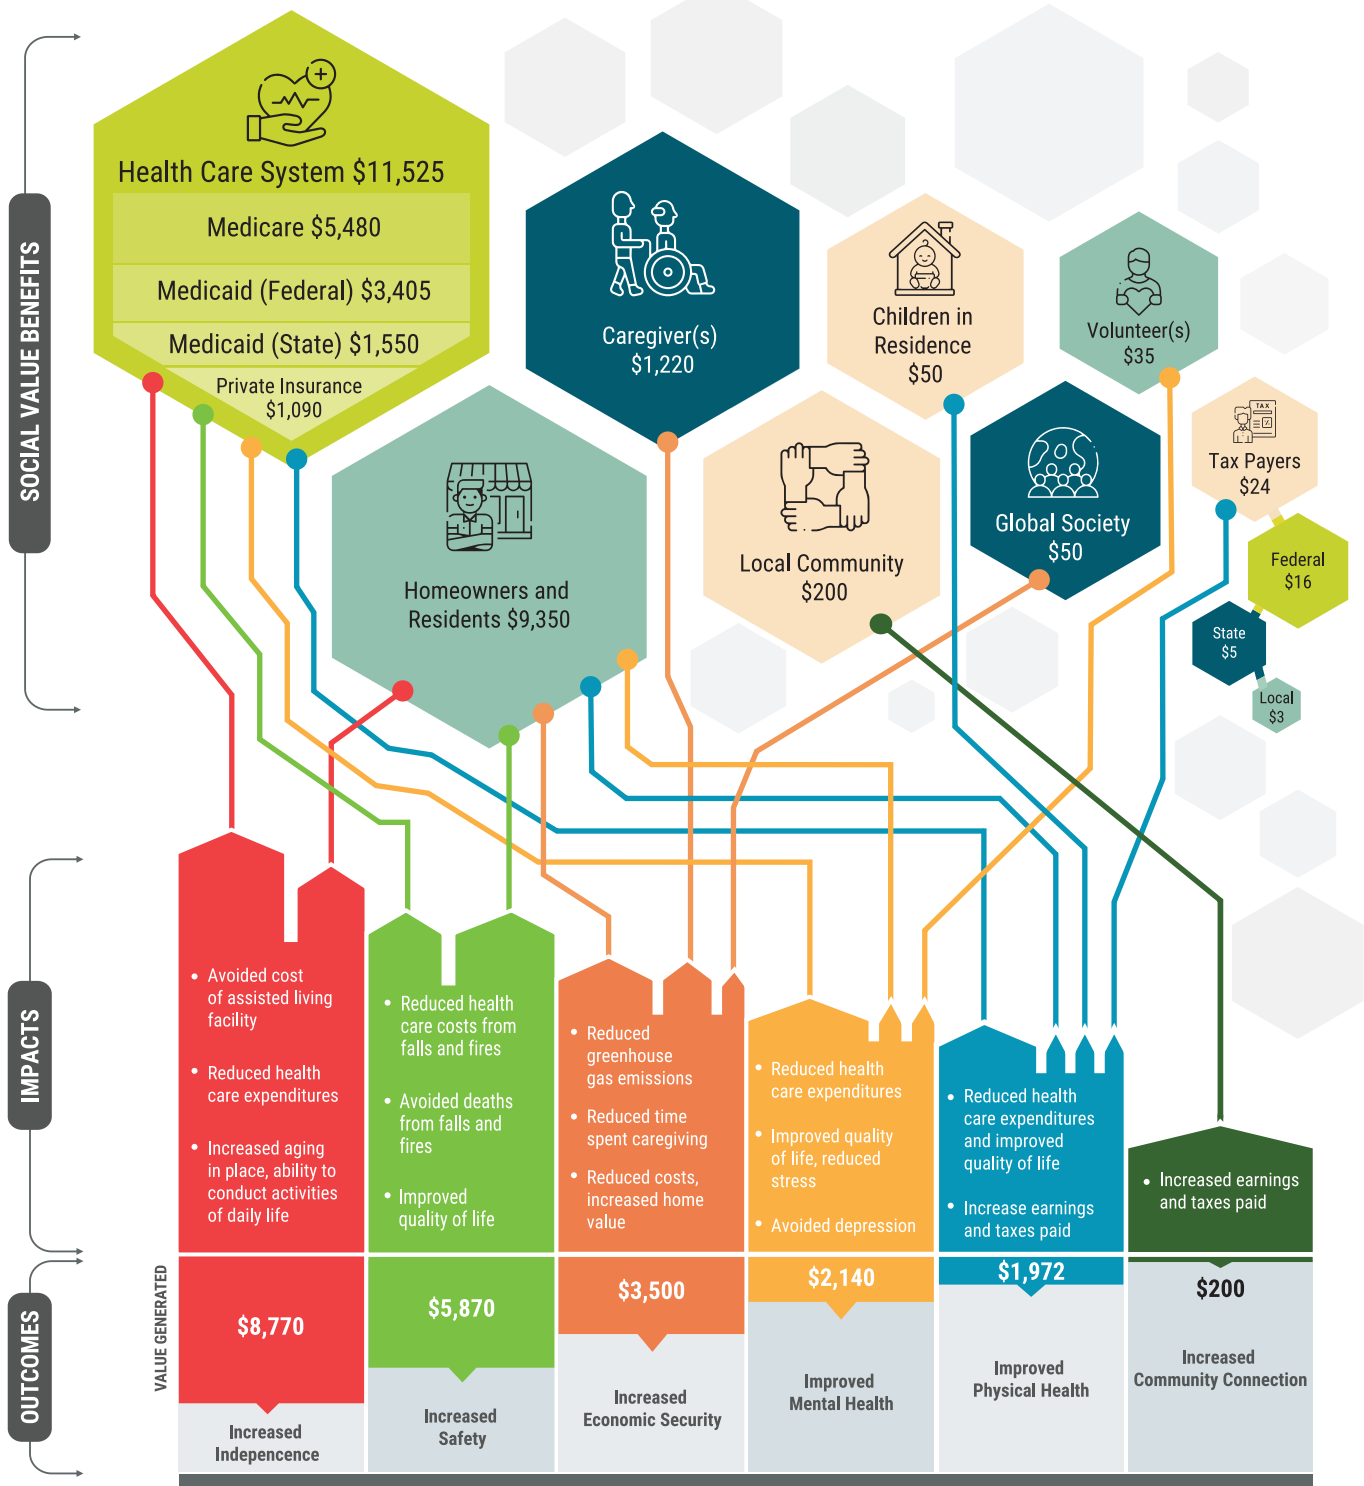 SOCIAL VALUE BENEFITS
Health Care System $11,525
Medicare $5,480
Medicaid (Federal) $3,405
Medicaid (State) $1,550
Private Insurance
$1,090
Caregiver(s)
$1,220
Children in
Residence
$50
Volunteer(s)
$35
TAX
Tax Payers
$24
Federal
$16
State
$5
Local
$3
Homeowners and
Residents $9,350
Local Community
$200
Global Society
$50
IMPACTS
• Avoided cost
of assisted living
facility
• Reduced health
care expenditures
• Increased aging
in place, ability to
conduct activities
of daily life
• Reduced health
care costs from
falls and fires
• Avoided deaths
from falls and
fires
• Improved
quality of life
• Reduced
greenhouse
gas emissions
• Reduced time
spent caregiving
• Reduced costs,
increased home
value
• Reduced health
care expenditures
• Improved quality
of life, reduced
stress
• Avoided depression
• Reduced health
care expenditures
and improved
quality of life
• Increase earnings
and taxes paid
• Increased earnings
and taxes paid
OUTCOMES
VALUE GENERATED
$8,770
Increased
Indepencence
$5,870
Increased
Safety
$3,500
Increased
Economic Security
$2,140
Improved
Mental Health
$1,972
Improved
Physical Health
$200
Increased
Community Connection